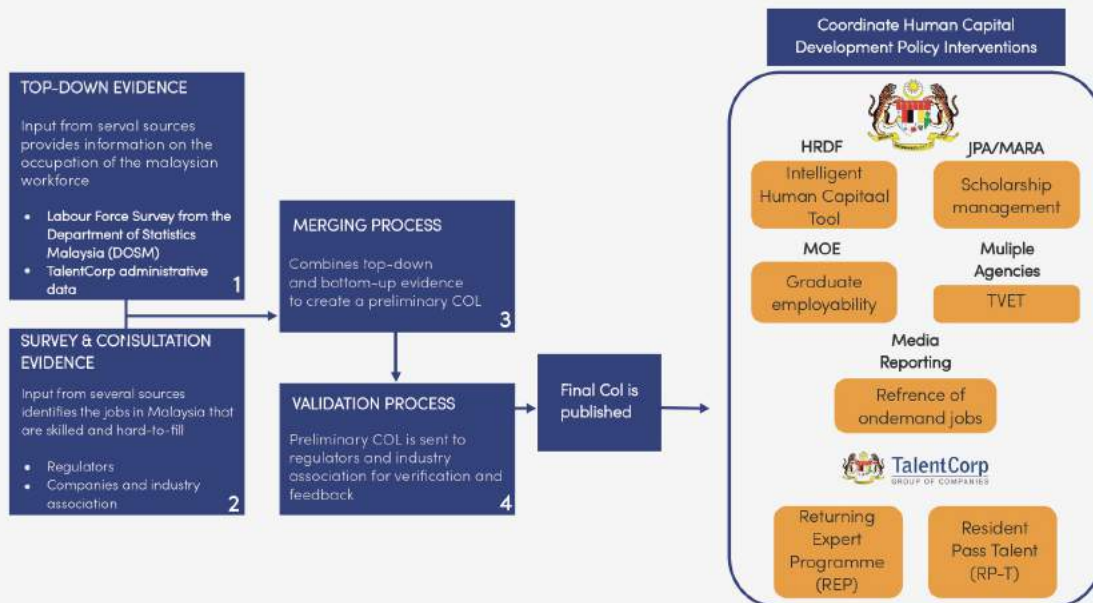 Coordinate Human Capital
Development Policy Interventions
TOP-DOWN EVIDENCE
Input from serval sources
provides information on the
occupation of the malaysian
workforce
• Labour Force Survey from the
Department of Statistics
Malaysia (DOSM)
• TalentCorp administrative
data
1
SURVEY & CONSULTATION
EVIDENCE
Input from several sources
identifies the jobs in Malaysia that
are skilled and hard-to-fill
• Regulators
• Companies and industry
association
2
MERGING PROCESS
Combines top-down
and bottom-up evidence
to create a preliminary COL
3
VALIDATION PROCESS
Preliminary COL is sent to
regulators and industry
association for verification and
feedback
4
Final Col is
published
HRDF
Intelligent
Human Capitaal
Tool
JPA/MARA
Scholarship
management
MOE
Graduate
employability
Muliple
Agencies
TVET
Media
Reporting
Refrence of
ondemand jobs
TalentCorp
GROUP OF COMPANIES
Returning
Expert
Programme
(REP)
Resident
Pass Talent
(RP-T)